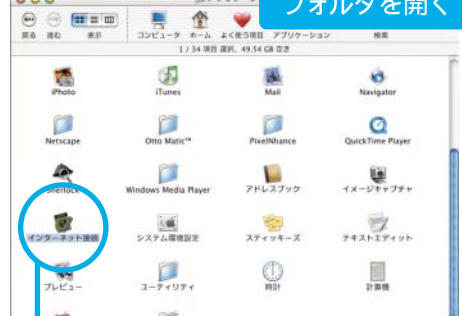 フォルダを開く
戻る 進む 表示 コンピュータ ホーム よく使う項目 アプリケーション 検索
1 / 34 項目 選択、49.54 GB 空き
iPhoto iTunes Mail Navigator
Netscape Otto Matic™ PixelNhance QuickTime Player
Sherlock Windows Media Player アドレスブック イメージキャプチャ
インターネット接続 システム環境設定 スティッキーズ テキストエディット
プレビュー ユーティリティ 時計 計算機